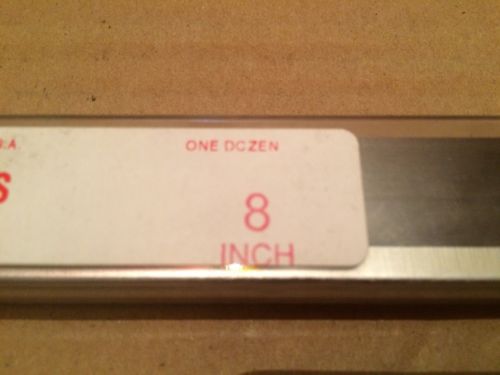 S.A.
ONE DOZEN
S
8
INCH